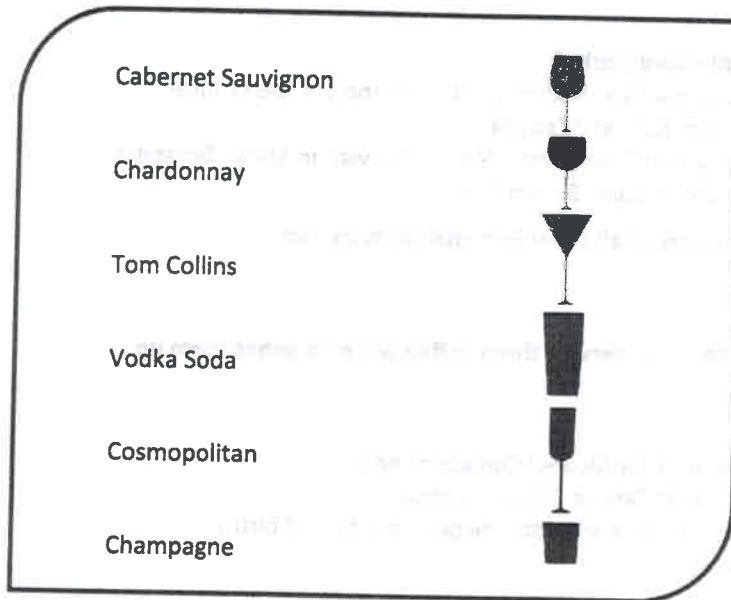 Cabernet Sauvignon
Chardonnay
Tom Collins
Vodka Soda
Cosmopolitan
Champagne